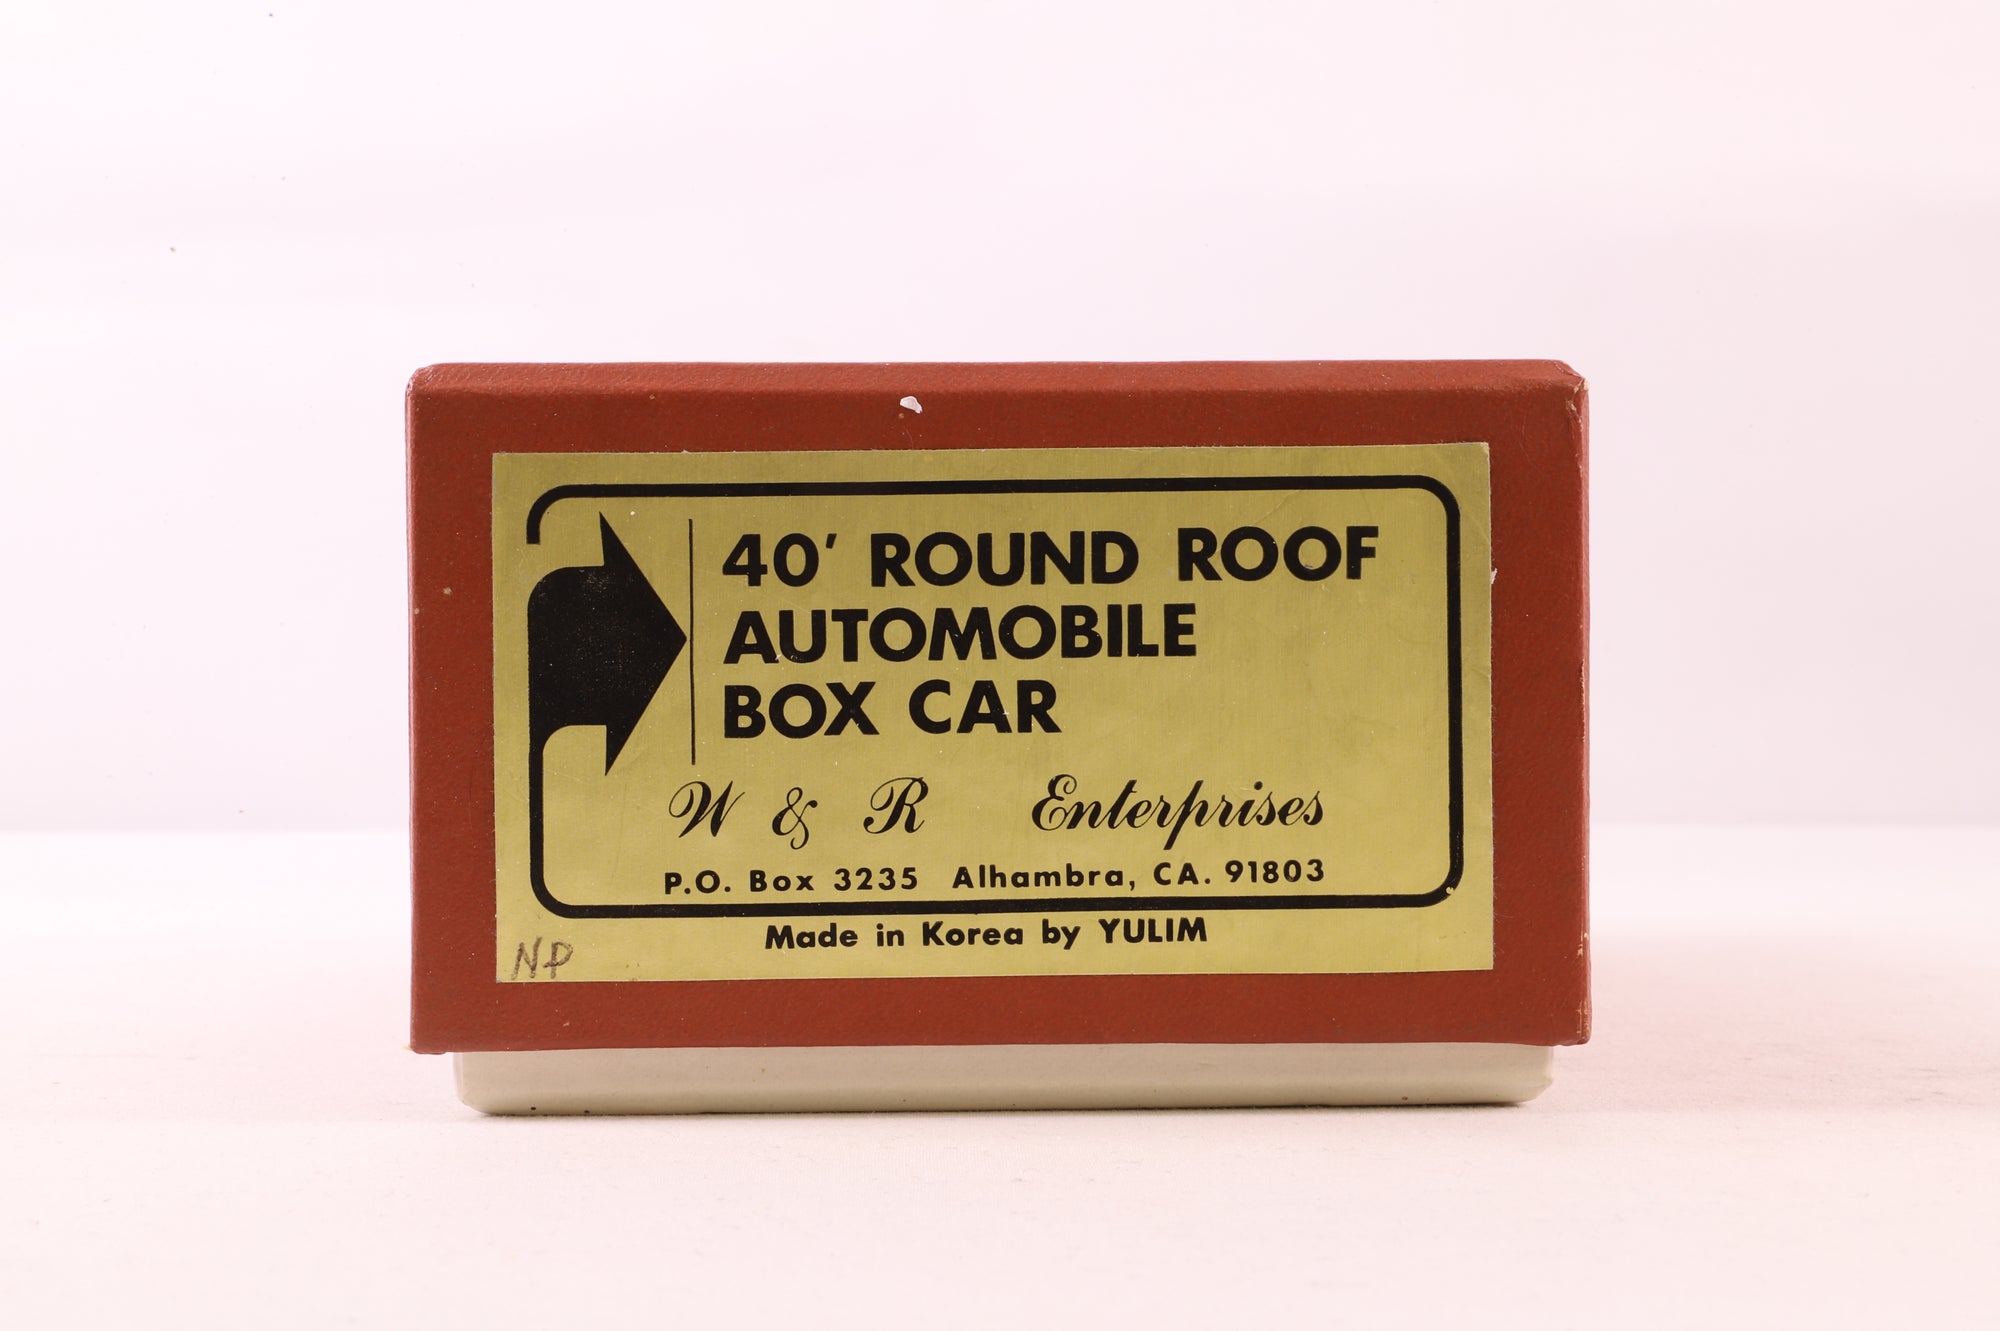 40' ROUND ROOF
AUTOMOBILE
BOX CAR
W & R Enterprises
P.O. Box 3235 Alhambra, CA. 91803
Made in Korea by YULIM
NP